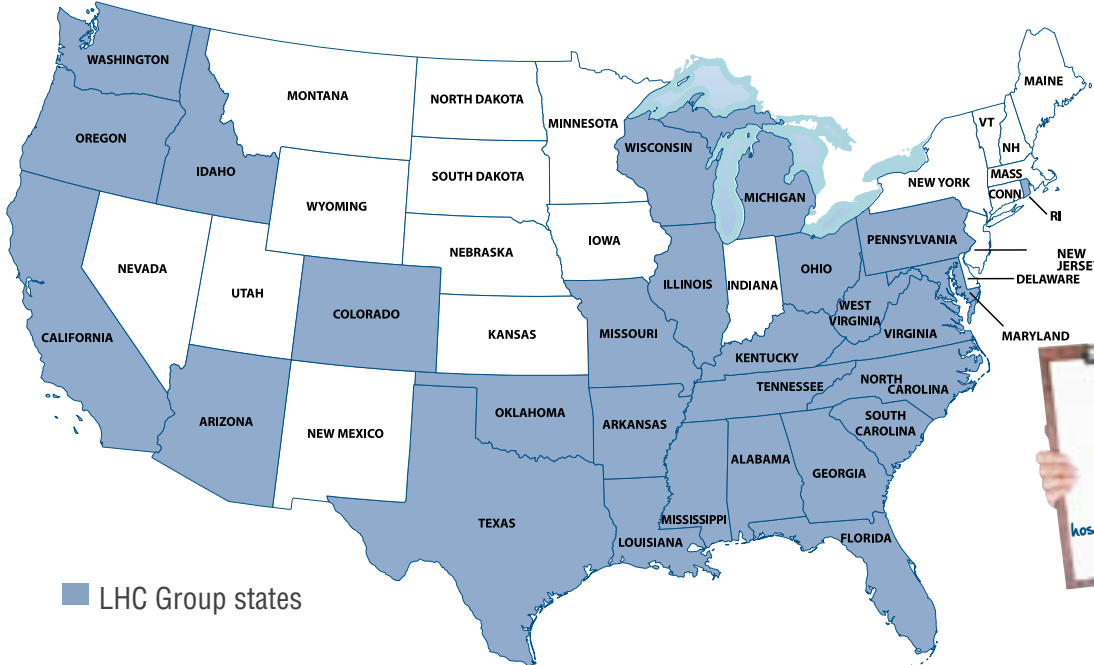 WASHINGTON
MONTANA
NORTH DAKOTA
MINNESOTA
MAINE
VT
NH
OREGON
IDAHO
WISCONSIN
MASS
CONN
RI
SOUTH DAKOTA
WYOMING
MICHIGAN
NEW YORK
IOWA
NEBRASKA
PENNSYLVANIA
NEW
JERSEY
NEVADA
UTAH
COLORADO
ILLINOIS
INDIANA
OHIO
DELAWARE
CALIFORNIA
KANSAS
MISSOURI
WEST
VIRGINIA
VIRGINIA
MARYLAND
KENTUCKY
TENNESSEE
NORTH
CAROLINA
ARIZONA
NEW MEXICO
OKLAHOMA
ARKANSAS
SOUTH
CAROLINA
ALABAMA
GEORGIA
TEXAS
MISSISSIPPI
LOUISIANA
FLORIDA
hos
LHC Group states